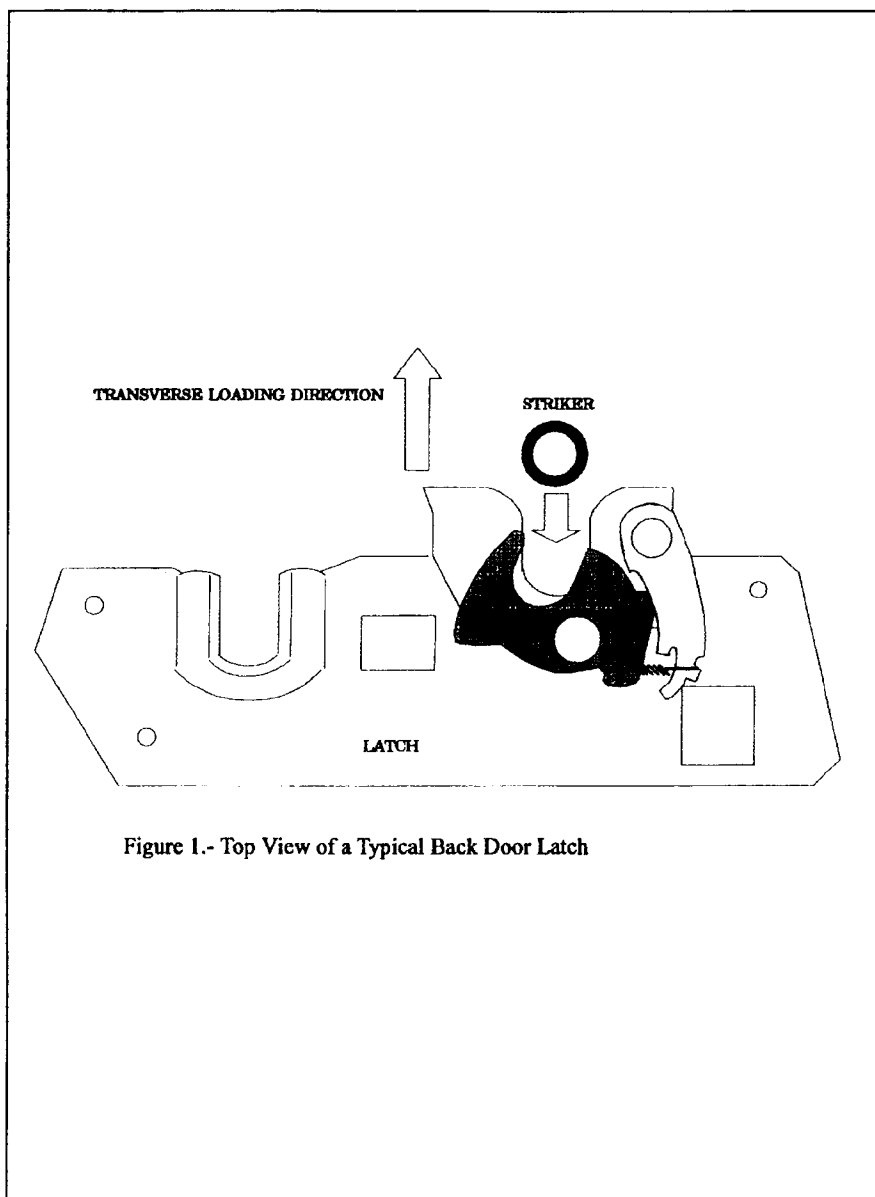 TRANSVERSE LOADING DIRECTION
STRIKER
LATCH
Figure 1.- Top View of a Typical Back Door Latch